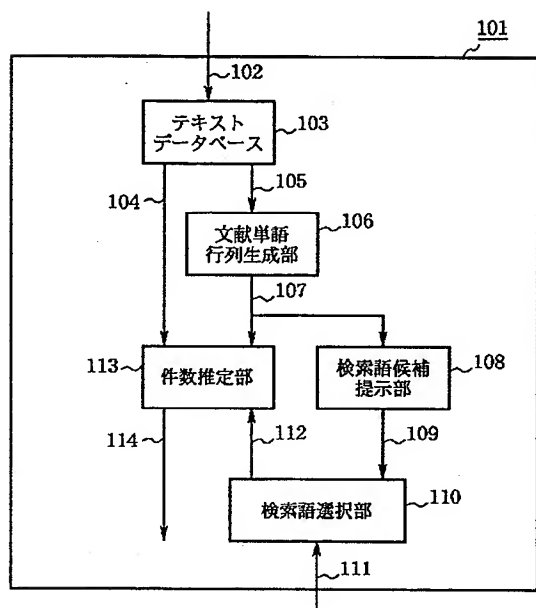 101
102
テキスト
データベース
103
104
105
文献単語
行列生成部
106
107
113
件数推定部
検索語候補
提示部
108
114
112
109
検索語選択部
110
111